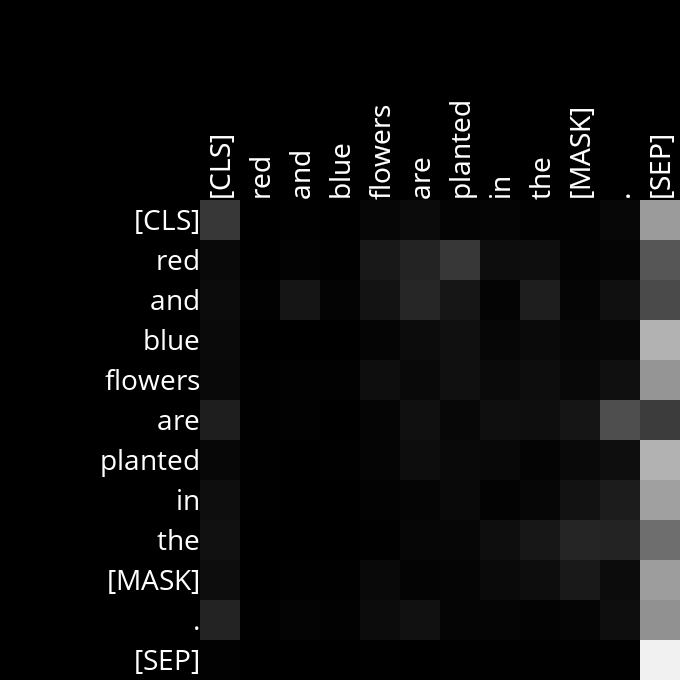 [CLS] red and blue flowers are planted in the [MASK] . [SEP]
[CLS]
red
and
blue
flowers
are
planted
in
the
[MASK]
.
[SEP]